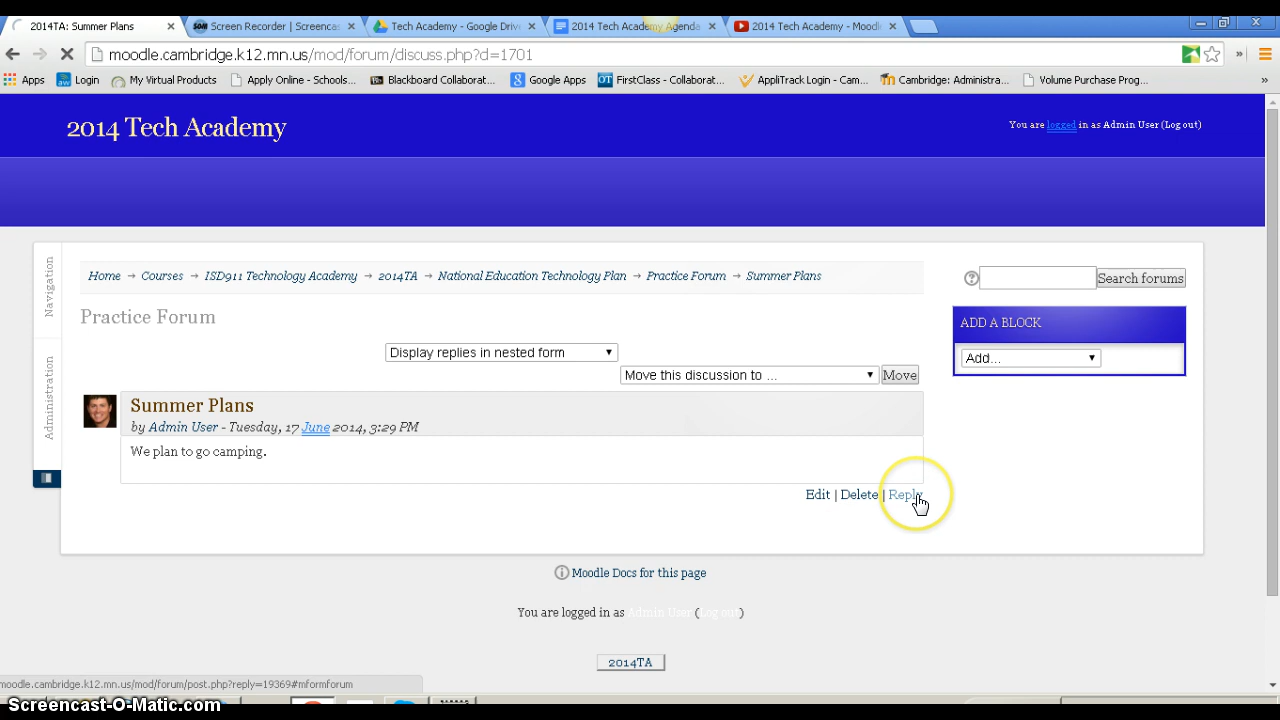 2014TA: Summer Plans
Screen Recorder | Screencas
Tech Academy - Google Driv
2014 Tech Academy Agenda
2014 Tech Academy - Moodl
moodle.cambridge.k12.mn.us/mod/forum/discuss.php?d=1701
Apps
Login
My Virtual Products
Apply Online - Schools...
Blackboard Collaborat...
Google Apps
FirstClass - Collaborat...
AppliTrack Login - Cam...
Cambridge: Administra...
Volume Purchase Prog...
2014 Tech Academy
You are logged in as Admin User (Log out)
Navigation
Administration
Home → Courses → ISD911 Technology Academy → 2014TA → National Education Technology Plan → Practice Forum → Summer Plans
Search forums
Practice Forum
ADD A BLOCK
Add...
Display replies in nested form
Move this discussion to ...
Move
Summer Plans
by Admin User - Tuesday, 17 June 2014, 3:29 PM
We plan to go camping.
Edit | Delete | Reply
Moodle Docs for this page
You are logged in as Admin User (Log out)
2014TA
moodle.cambridge.k12.mn.us/mod/forum/post.php?reply=19369#mformforum
Screencast-O-Matic.com